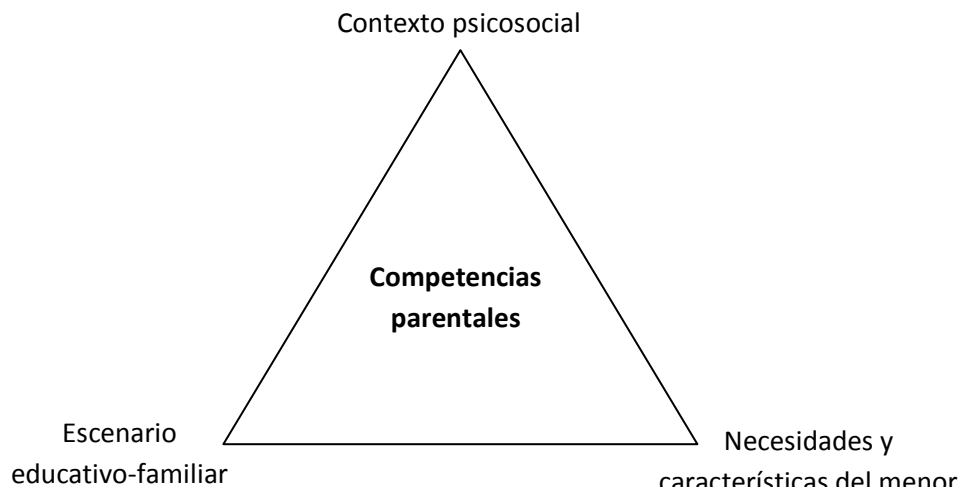 Contexto psicosocial
Competencias
parentales
Escenario
educativo-familiar
Necesidades y
características del menor